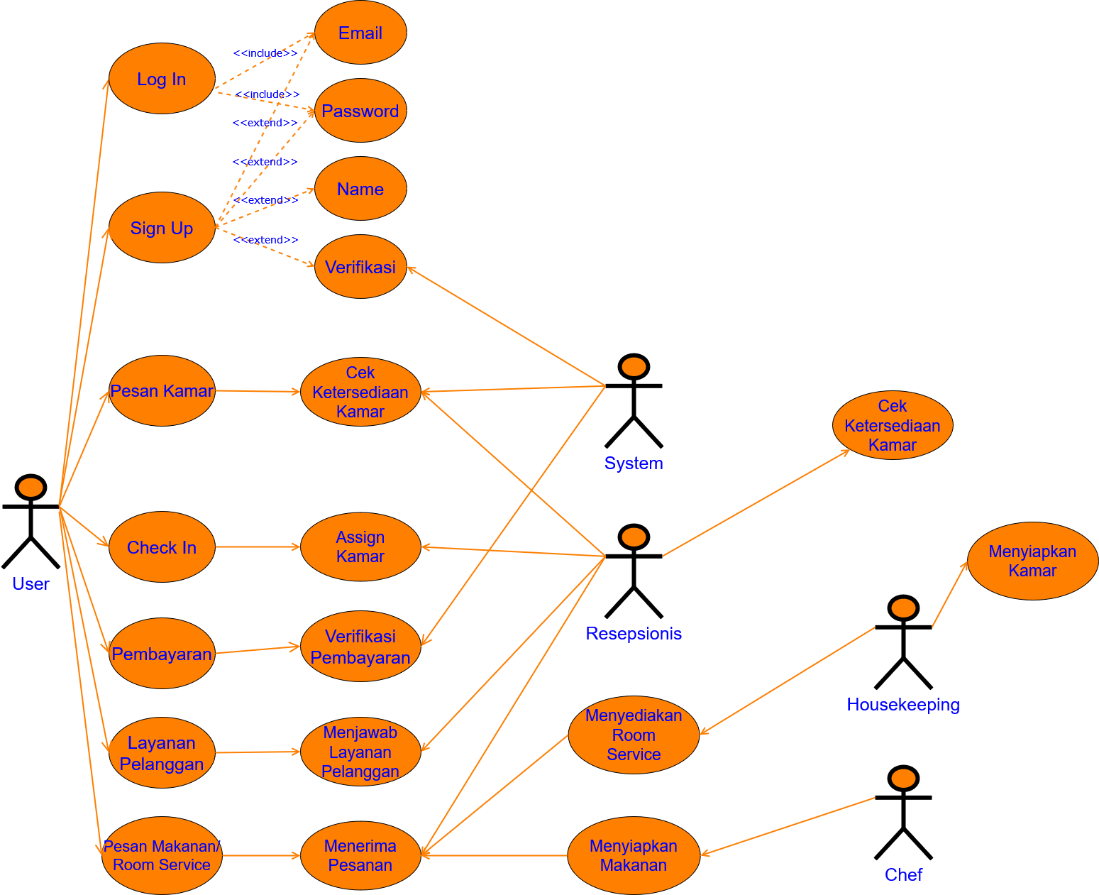 Email
<<include>>
Log In
<<include>>
Password
<<extend>>
<<extend>>
Name
<<extend>>
Sign Up
<<extend>>
Verifikasi
Pesan Kamar
Cek
Ketersediaan
Kamar
System
Cek
Ketersediaan
Kamar
User
Check In
Assign
Kamar
Resepsionis
Menyiapkan
Kamar
Pembayaran
Verifikasi
Pembayaran
Housekeeping
Layanan
Pelanggan
Menjawab
Layanan
Pelanggan
Menyediakan
Room
Service
Pesan Makanan/
Room Service
Menerima
Pesanan
Menyiapkan
Makanan
Chef